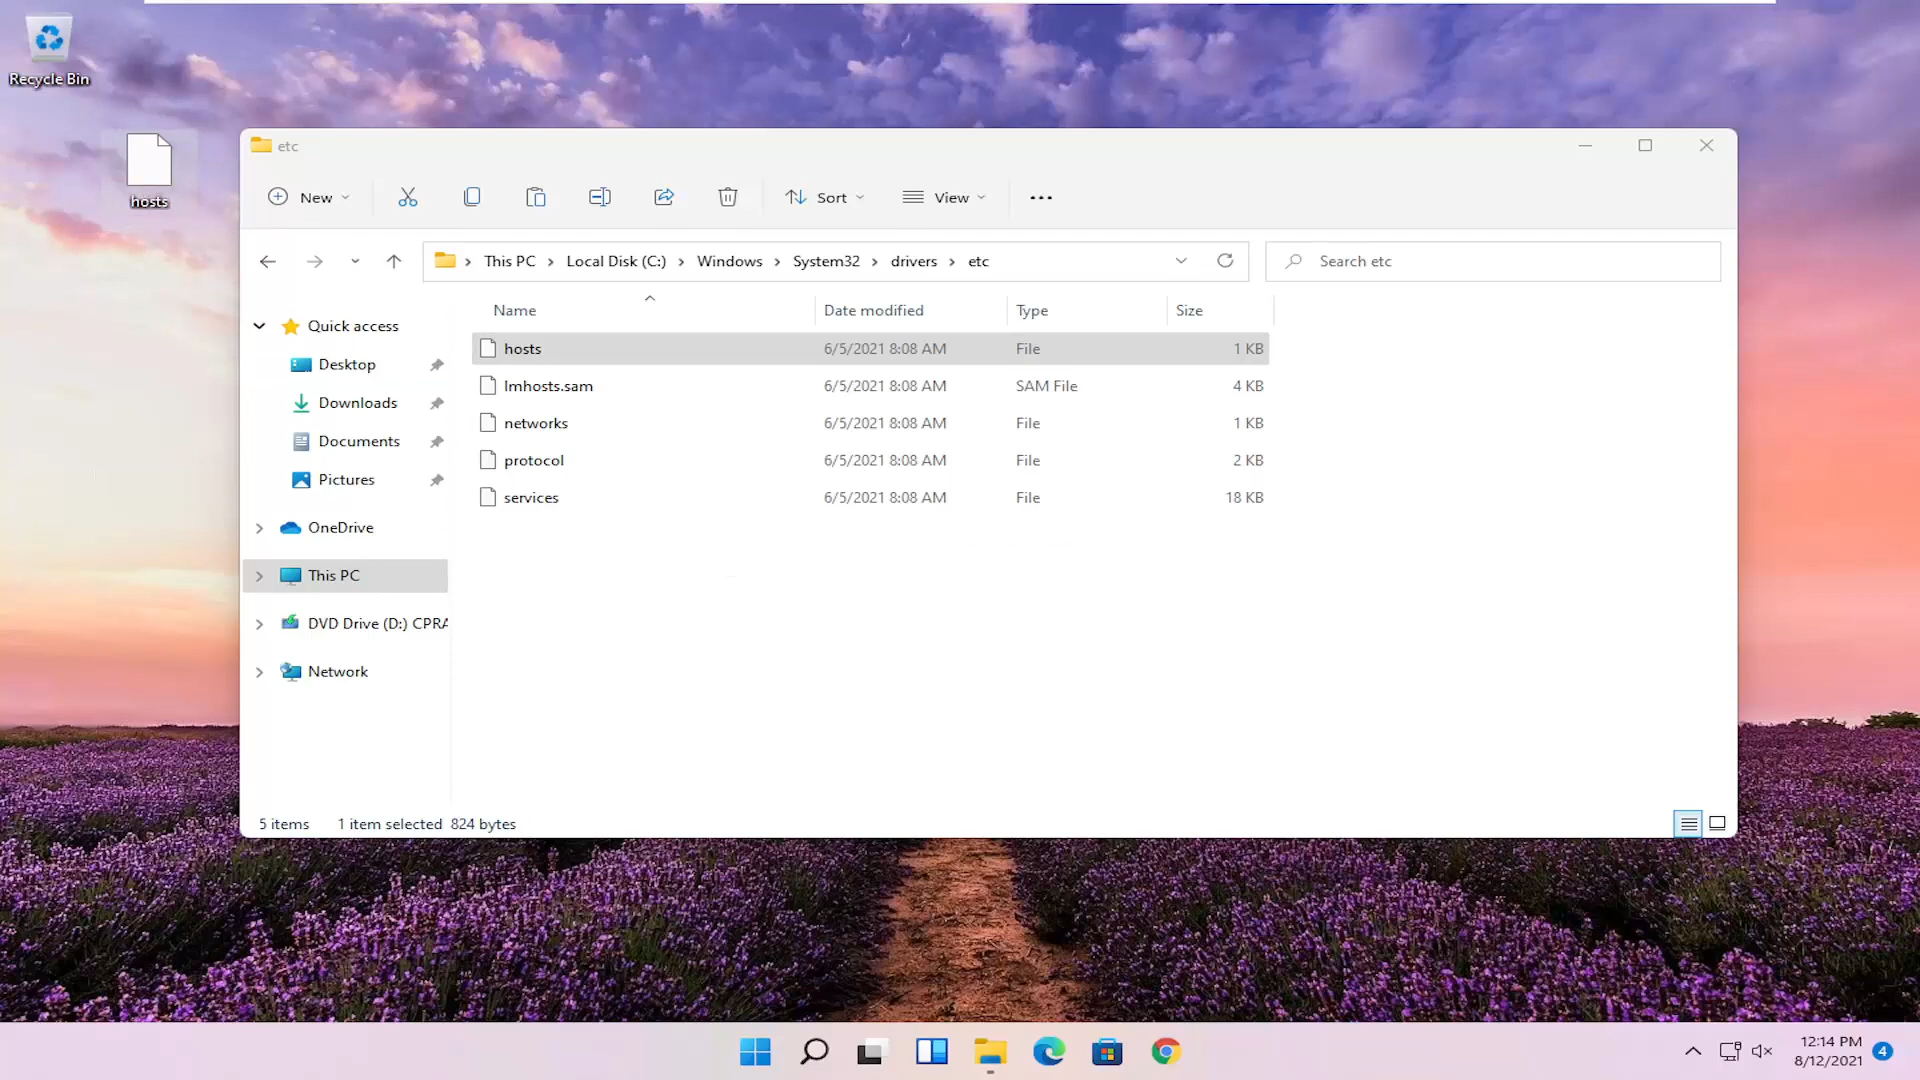 Recycle Bin
hosts
etc
New
Sort
View
This PC
Local Disk (C:)
Windows
System32
drivers
etc
Search etc
Name
Date modified
Type
Size
hosts 6/5/2021 8:08 AM File 1 KB
lmhosts.sam 6/5/2021 8:08 AM SAM File 4 KB
networks 6/5/2021 8:08 AM File 1 KB
protocol 6/5/2021 8:08 AM File 2 KB
services 6/5/2021 8:08 AM File 18 KB
Quick access
Desktop
Downloads
Documents
Pictures
OneDrive
This PC
DVD Drive (D:) CPRA
Network
5 items 1 item selected 824 bytes
12:14 PM
8/12/2021
4